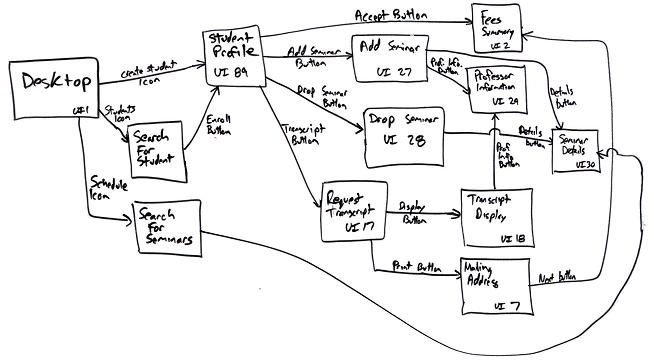 Desktop
UI 1
create student
Icon
Students
Icon
Schedule
Icon
Search
For
Student
Enroll
Button
Search
For
Seminars
Student
Profile
UI 89
Accept Button
Fees
Summary
UI 2
Add Seminar
Button
Add Seminar
UI 27
Prof. Info.
Button
Professor
Information
UI 29
Details
button
Drop Seminar
Button
Drop Seminar
UI 28
Details
button
Seminar
Details
UI 30
Transcript
Button
Request
Transcript
UI 17
Display
Button
Transcript
Display
UI 18
Prof
Info
Button
Print Button
Mailing
Address
UI 7
Next button